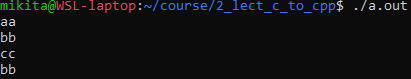 mikita@WSL-laptop:~/course/2_lect_c_to_cpp$ ./a.out
aa
bb
cc
bb